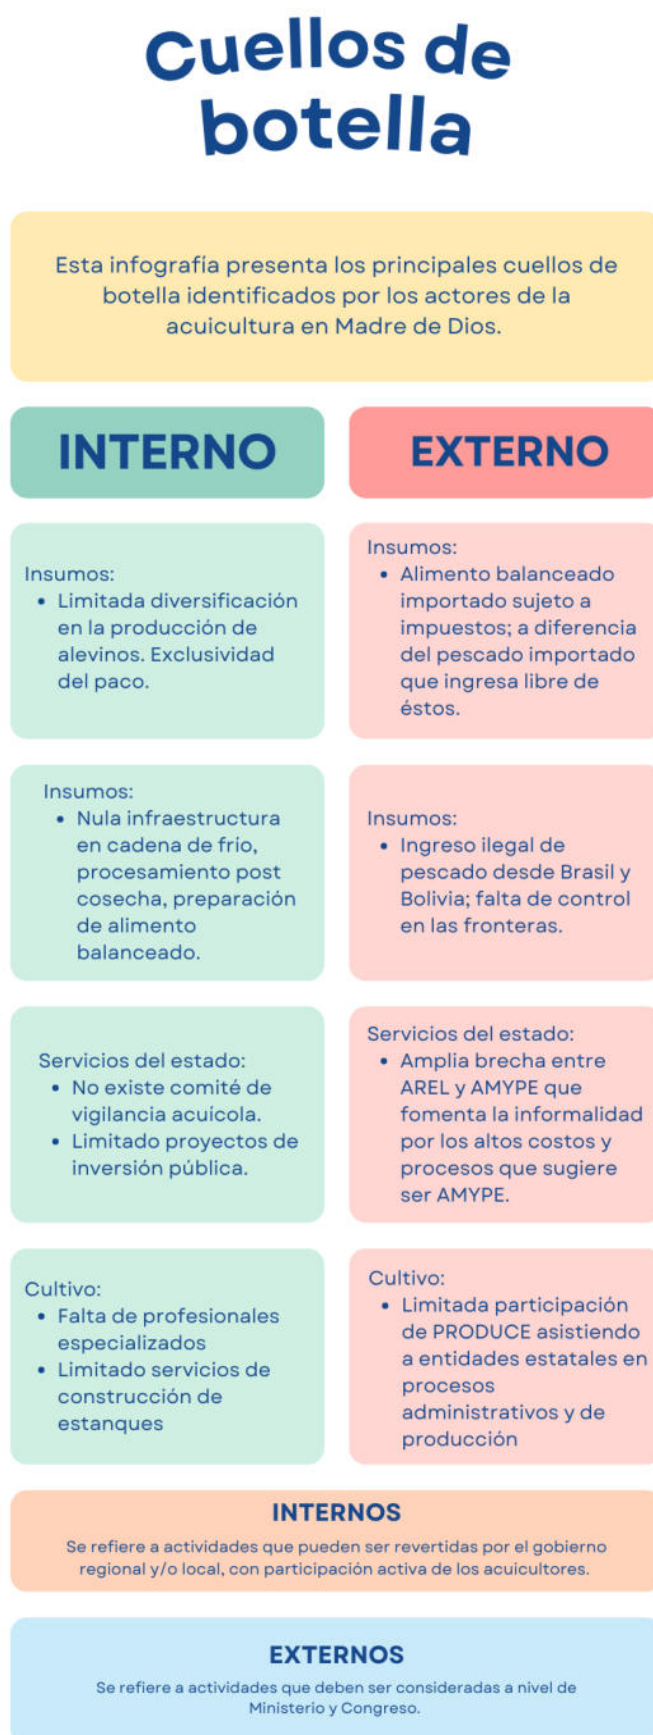 Cuellos de
botella
Esta infografía presenta los principales cuellos de
botella identificados por los actores de la
acuicultura en Madre de Dios.
INTERNO
EXTERNO
Insumos:
• Limitada diversificación
en la producción de
alevinos. Exclusividad
del paco.
Insumos:
• Alimento balanceado
importado sujeto a
impuestos; a diferencia
del pescado importado
que ingresa libre de
éstos.
Insumos:
• Nula infraestructura
en cadena de frío,
procesamiento post
cosecha, preparación
de alimento
balanceado.
Insumos:
• Ingreso ilegal de
pescado desde Brasil y
Bolivia; falta de control
en las fronteras.
Servicios del estado:
• No existe comité de
vigilancia acuícola.
• Limitado proyectos de
inversión pública.
Servicios del estado:
• Amplia brecha entre
AREL y AMYPE que
fomenta la informalidad
por los altos costos y
procesos que sugiere
ser AMYPE.
Cultivo:
• Falta de profesionales
especializados
• Limitado servicios de
construcción de
estanques
Cultivo:
• Limitada participación
de PRODUCE asistiendo
a entidades estatales en
procesos
administrativos y de
producción
INTERNOS
Se refiere a actividades que pueden ser revertidas por el gobierno
regional y/o local, con participación activa de los acuicultores.
EXTERNOS
Se refiere a actividades que deben ser consideradas a nivel de
Ministerio y Congreso.